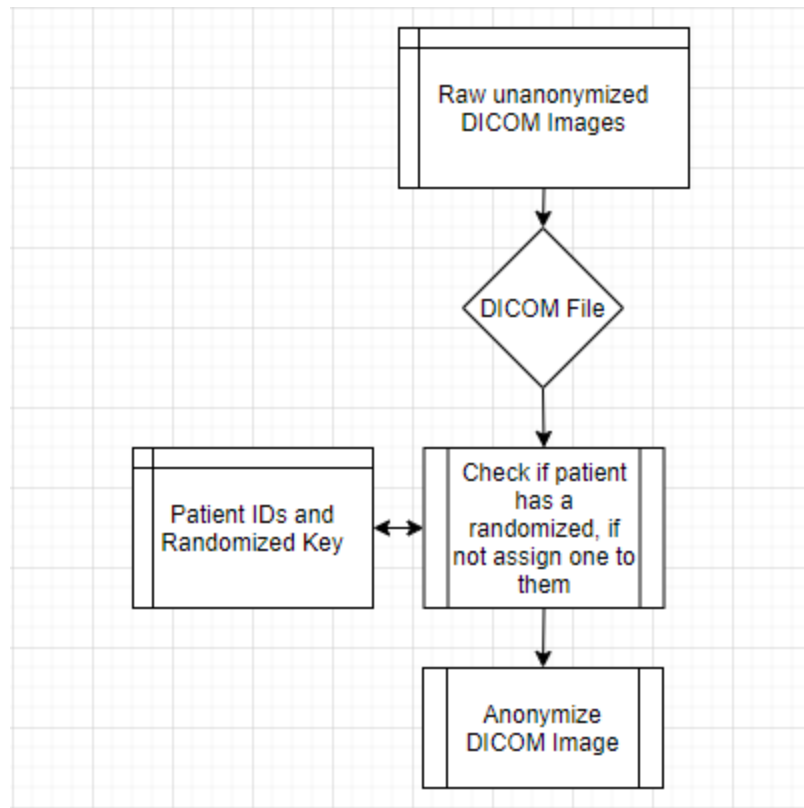 Raw unanonymized
DICOM Images
DICOM File
Patient IDs and
Randomized Key
Check if patient
has a
randomized, if
not assign one to
them
Anonymize
DICOM Image